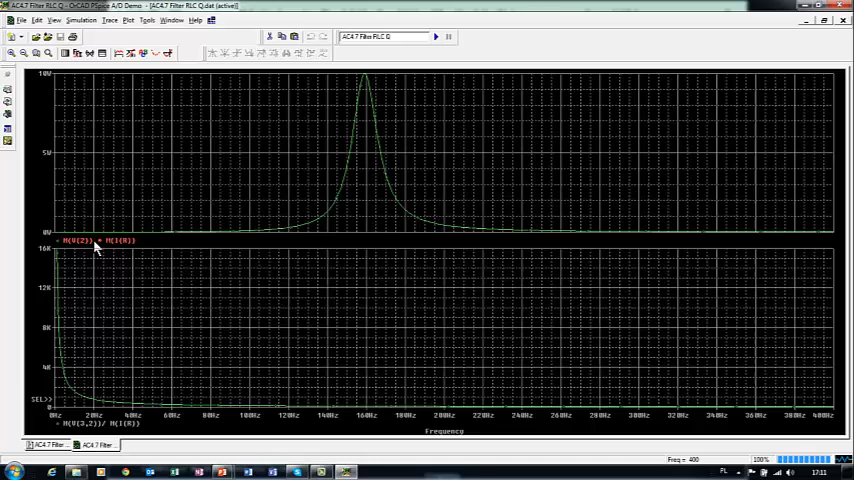 AC4.7 Filter RLC Q - OrCAD PSpice A/D Demo - [AC4.7 Filter RLC Q.dat (active)]
File Edit View Simulation Trace Plot Tools Window Help
AC4.7 Filter RLC Q
10V
5V
0V
M(V(2)) * M(I(R))
16K
12K
8K
4K
SEL>>
0
0Hz 20Hz 40Hz 60Hz 80Hz 100Hz 120Hz 140Hz 160Hz 180Hz 200Hz 220Hz 240Hz 260Hz 280Hz 300Hz 320Hz 340Hz 360Hz 380Hz 400Hz
M(V(3,2))/ M(I(R))
Frequency
AC4.7 Filter ... AC4.7 Filter ...
Freq = 400 100%
PL 17:11